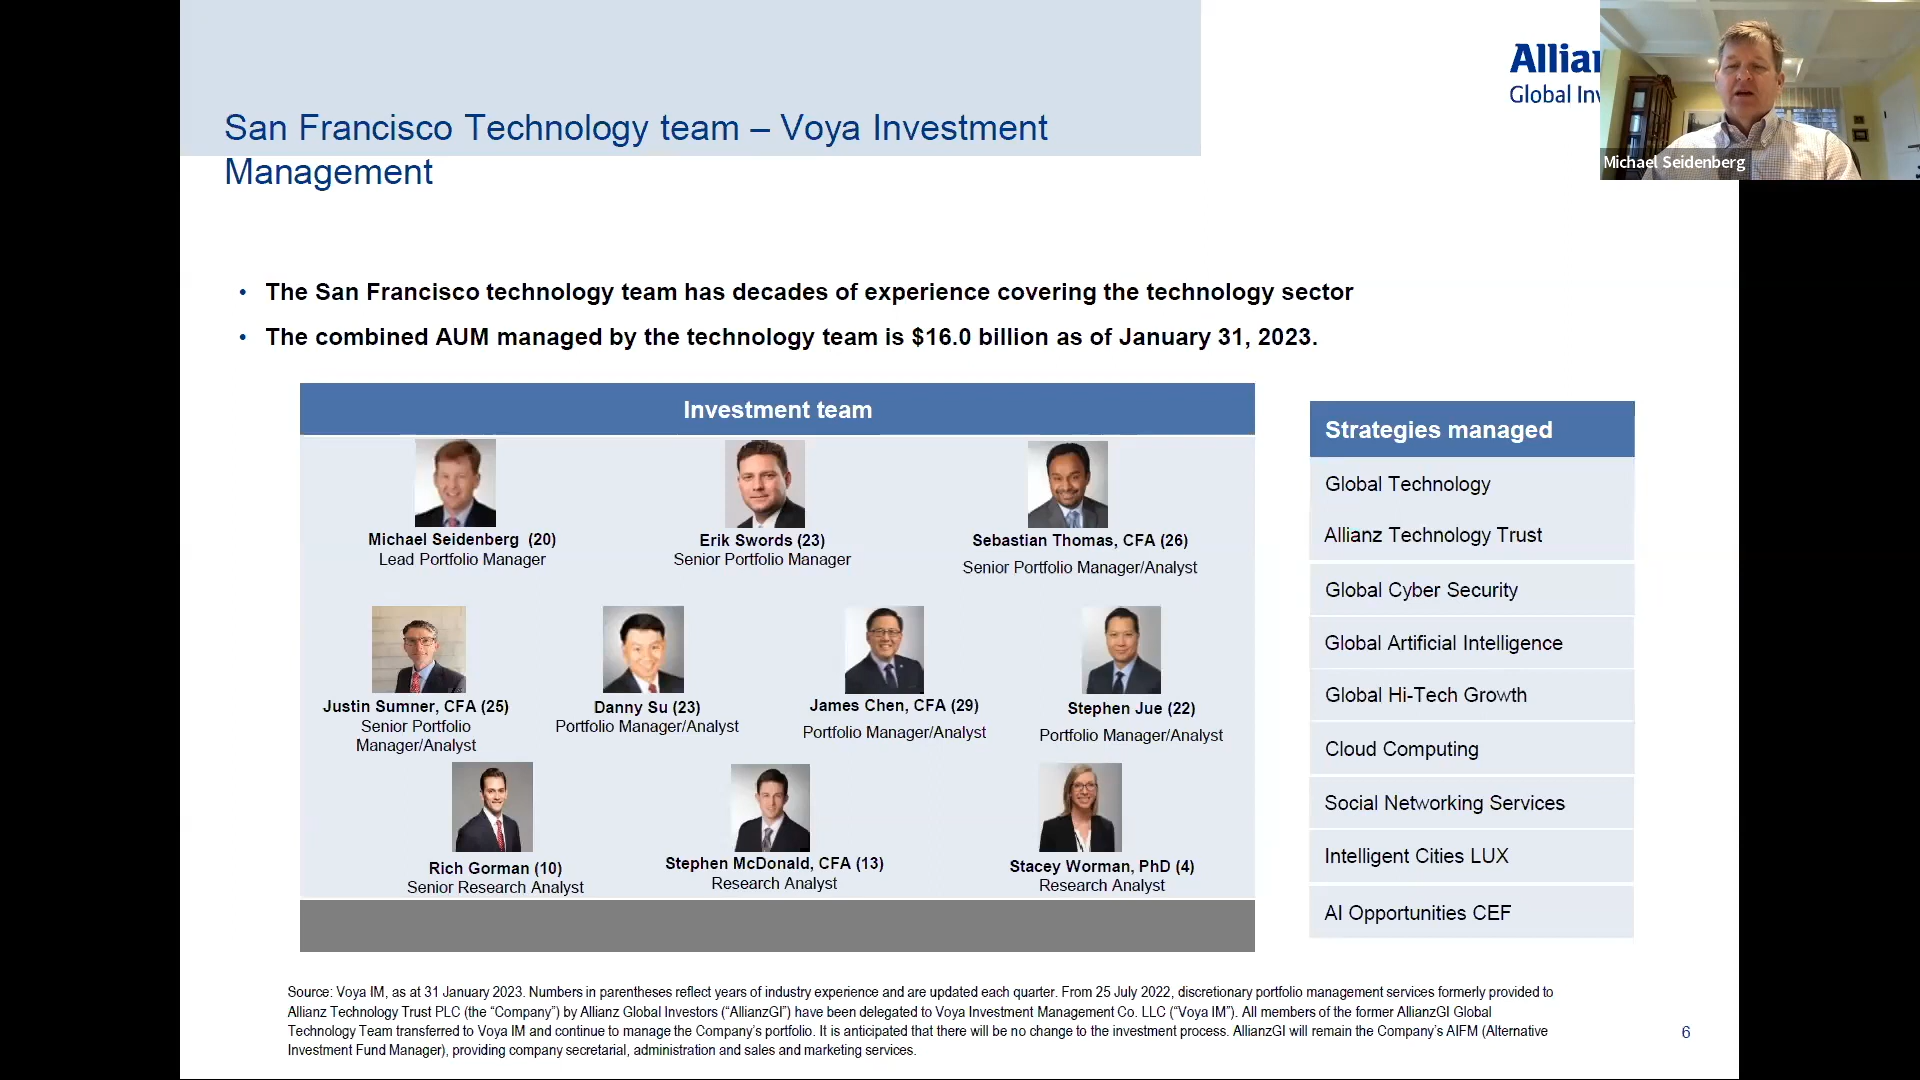 San Francisco Technology team – Voya Investment
Management
Allian
Global Inv
Michael Seidenberg
• The San Francisco technology team has decades of experience covering the technology sector
• The combined AUM managed by the technology team is $16.0 billion as of January 31, 2023.
Investment team
Michael Seidenberg (20)
Lead Portfolio Manager
Erik Swords (23)
Senior Portfolio Manager
Sebastian Thomas, CFA (26)
Senior Portfolio Manager/Analyst
Justin Sumner, CFA (25)
Senior Portfolio
Manager/Analyst
Danny Su (23)
Portfolio Manager/Analyst
James Chen, CFA (29)
Portfolio Manager/Analyst
Stephen Jue (22)
Portfolio Manager/Analyst
Rich Gorman (10)
Senior Research Analyst
Stephen McDonald, CFA (13)
Research Analyst
Stacey Worman, PhD (4)
Research Analyst
Strategies managed
Global Technology
Allianz Technology Trust
Global Cyber Security
Global Artificial Intelligence
Global Hi-Tech Growth
Cloud Computing
Social Networking Services
Intelligent Cities LUX
AI Opportunities CEF
Source: Voya IM, as at 31 January 2023. Numbers in parentheses reflect years of industry experience and are updated each quarter. From 25 July 2022, discretionary portfolio management services formerly provided to
Allianz Technology Trust PLC (the “Company”) by Allianz Global Investors (“AllianzGI”) have been delegated to Voya Investment Management Co. LLC (“Voya IM”). All members of the former AllianzGI Global
Technology Team transferred to Voya IM and continue to manage the Company’s portfolio. It is anticipated that there will be no change to the investment process. AllianzGI will remain the Company’s AIFM (Alternative
Investment Fund Manager), providing company secretarial, administration and sales and marketing services.
6